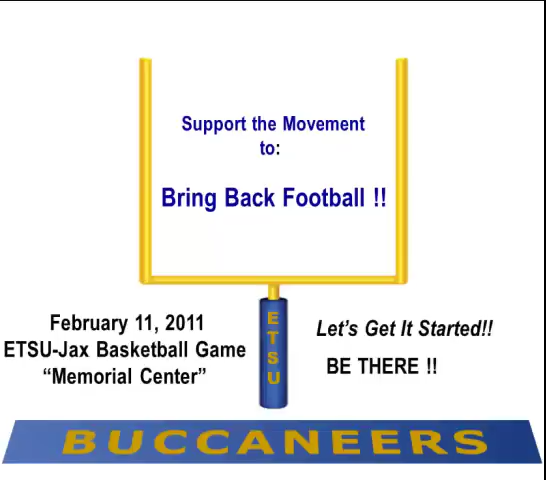 Support the Movement
to:
Bring Back Football !!
February 11, 2011
ETSU-Jax Basketball Game
“Memorial Center”
E
T
S
U
Let’s Get It Started!!
BE THERE !!
BUCCANEERS